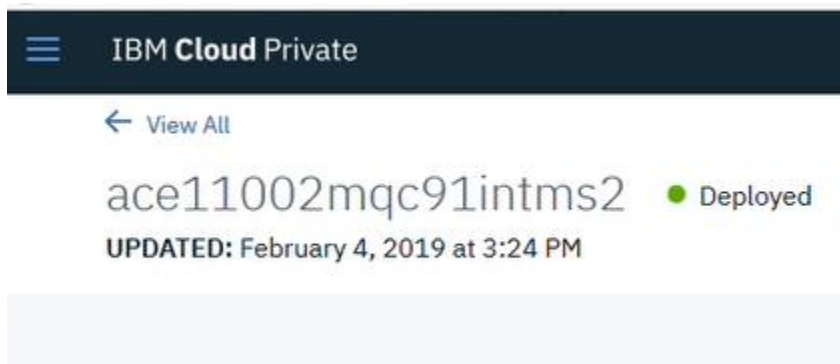 IBM Cloud Private
← View All
ace11002mqc91intms2 Deployed
UPDATED: February 4, 2019 at 3:24 PM